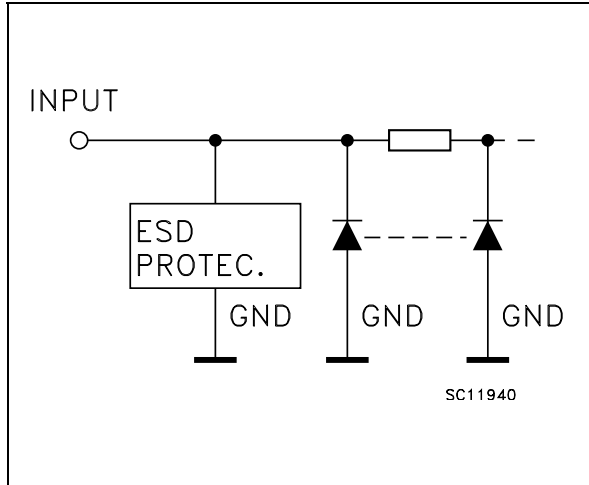 INPUT
ESD
PROTEC.
GND
GND
GND
SC11940